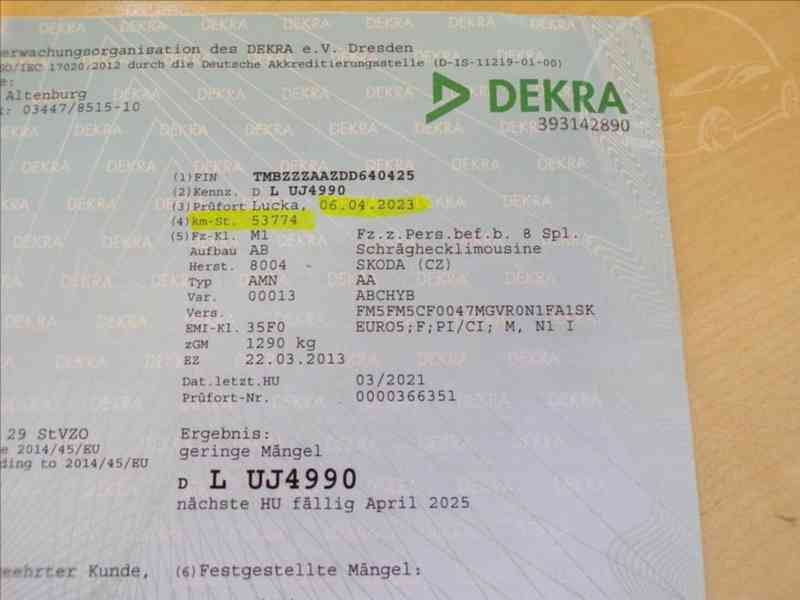 erwachungsorganisation des DEKRA e.V. Dresden
SO/IEC 17020/2012 durch die Deutsche Akkreditierungsstelle (D-IS-11219-01-00)
e:
Altenburg
: 03447/8515-10
DEKRA
393142890
(1)FIN TMBZZZAAZDD640425
(2)Kennz. D L UJ4990
(3)Prüfort Lucka, 06.04.2023
(4)km-St. 53774
(5)Fz-Kl. M1 Fz.z.Pers.bef.b. 8 Spl.
Aufbau AB Schräghecklimousine
Herst. 8004 - SKODA (CZ)
Typ AMN AA
Var. 00013 ABCHYB
Vers. FM5FM5CF0047MGVR0N1FA1SK
EMI-Kl. 35F0 EURO5;F;PI/CI; M, N1 I
zGM 1290 kg
EZ 22.03.2013
Dat.letzt.HU 03/2021
Prüfort-Nr. 0000366351
29 StVZO
e 2014/45/EU
ding to 2014/45/EU
Ergebnis:
geringe Mängel
D L UJ4990
nächste HU fällig April 2025
eehrter Kunde,
(6)Festgestellte Mängel: